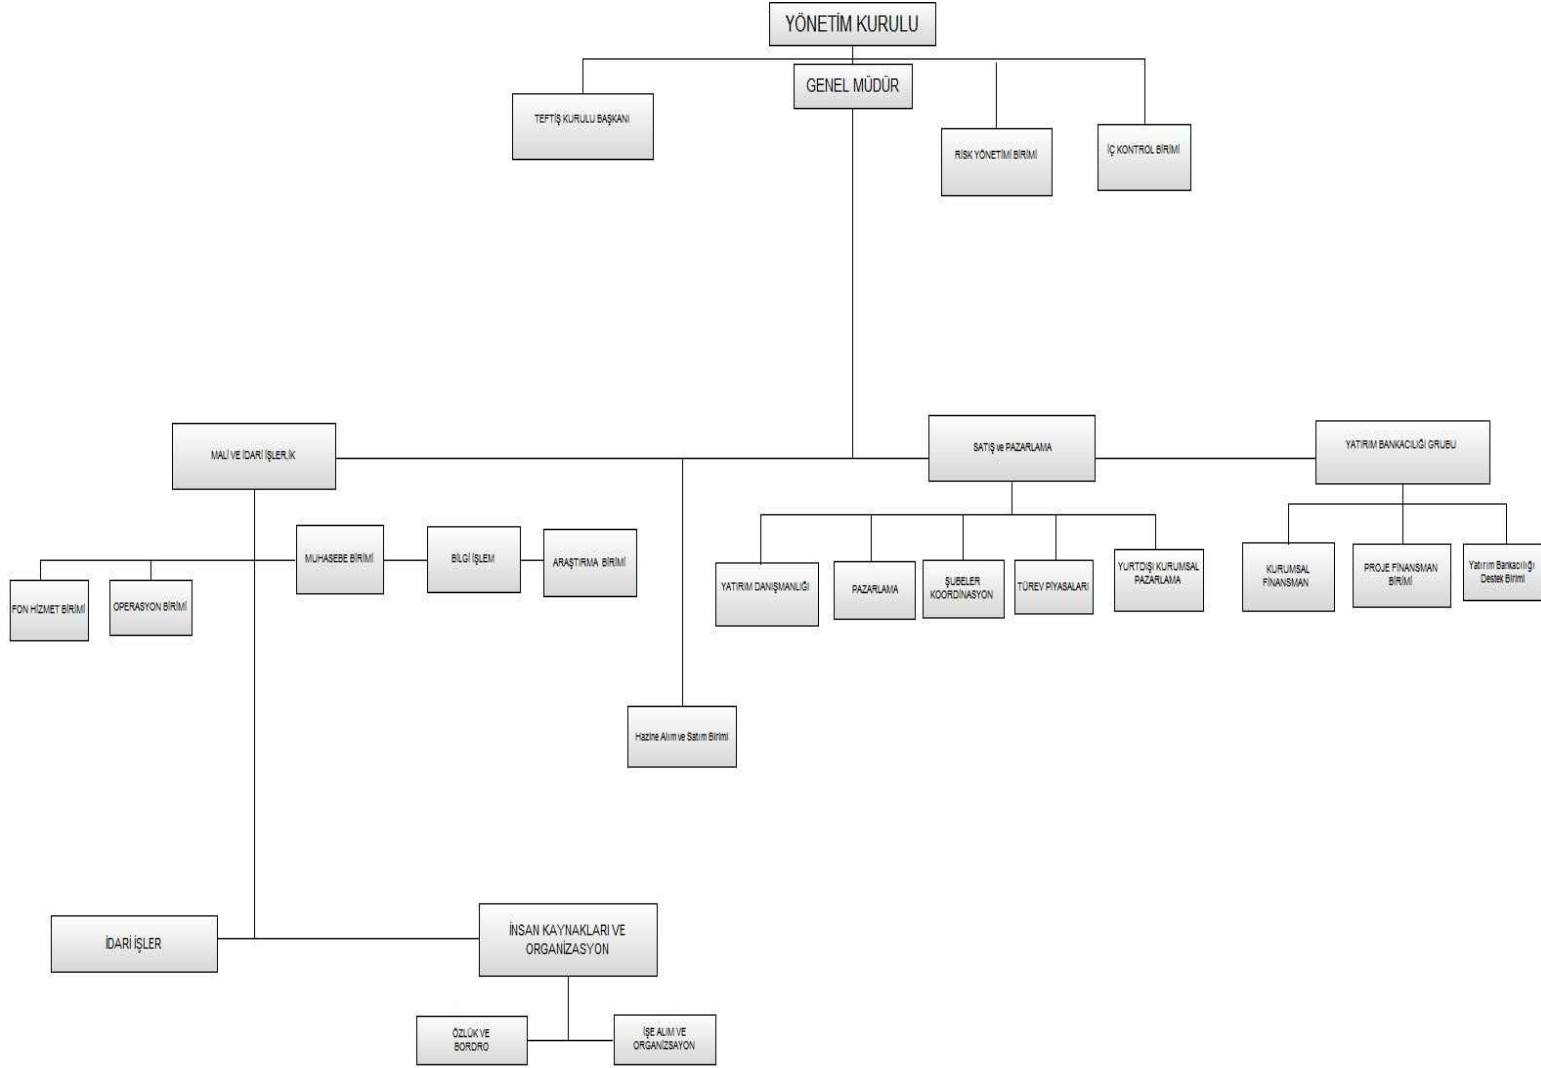 YÖNETİM KURULU
GENEL MÜDÜR
TEFTİŞ KURULU BAŞKANI
RİSK YÖNETİMİ BİRİMİ
İÇ KONTROL BİRİMİ
MALİ VE İDARİ İŞLER,İK
SATIŞ ve PAZARLAMA
YATIRIM BANKACILIĞI GRUBU
FON HİZMET BİRİMİ
OPERASYON BİRİMİ
MUHASEBE BİRİMİ
BİLGİ İŞLEM
ARAŞTIRMA BİRİMİ
YATIRIM DANIŞMANLIĞI
PAZARLAMA
ŞUBELER
KOORDİNASYON
TÜREV PİYASALARI
YURTDIŞI KURUMSAL
PAZARLAMA
KURUMSAL
FİNANSMAN
PROJE FİNANSMAN
BİRİMİ
Yatırım Bankacılığı
Destek Birimi
Hazine Alım ve Satım Birimi
İDARİ İŞLER
İNSAN KAYNAKLARI VE
ORGANİZASYON
ÖZLÜK VE
BORDRO
İŞE ALIM VE
ORGANİZSAYON